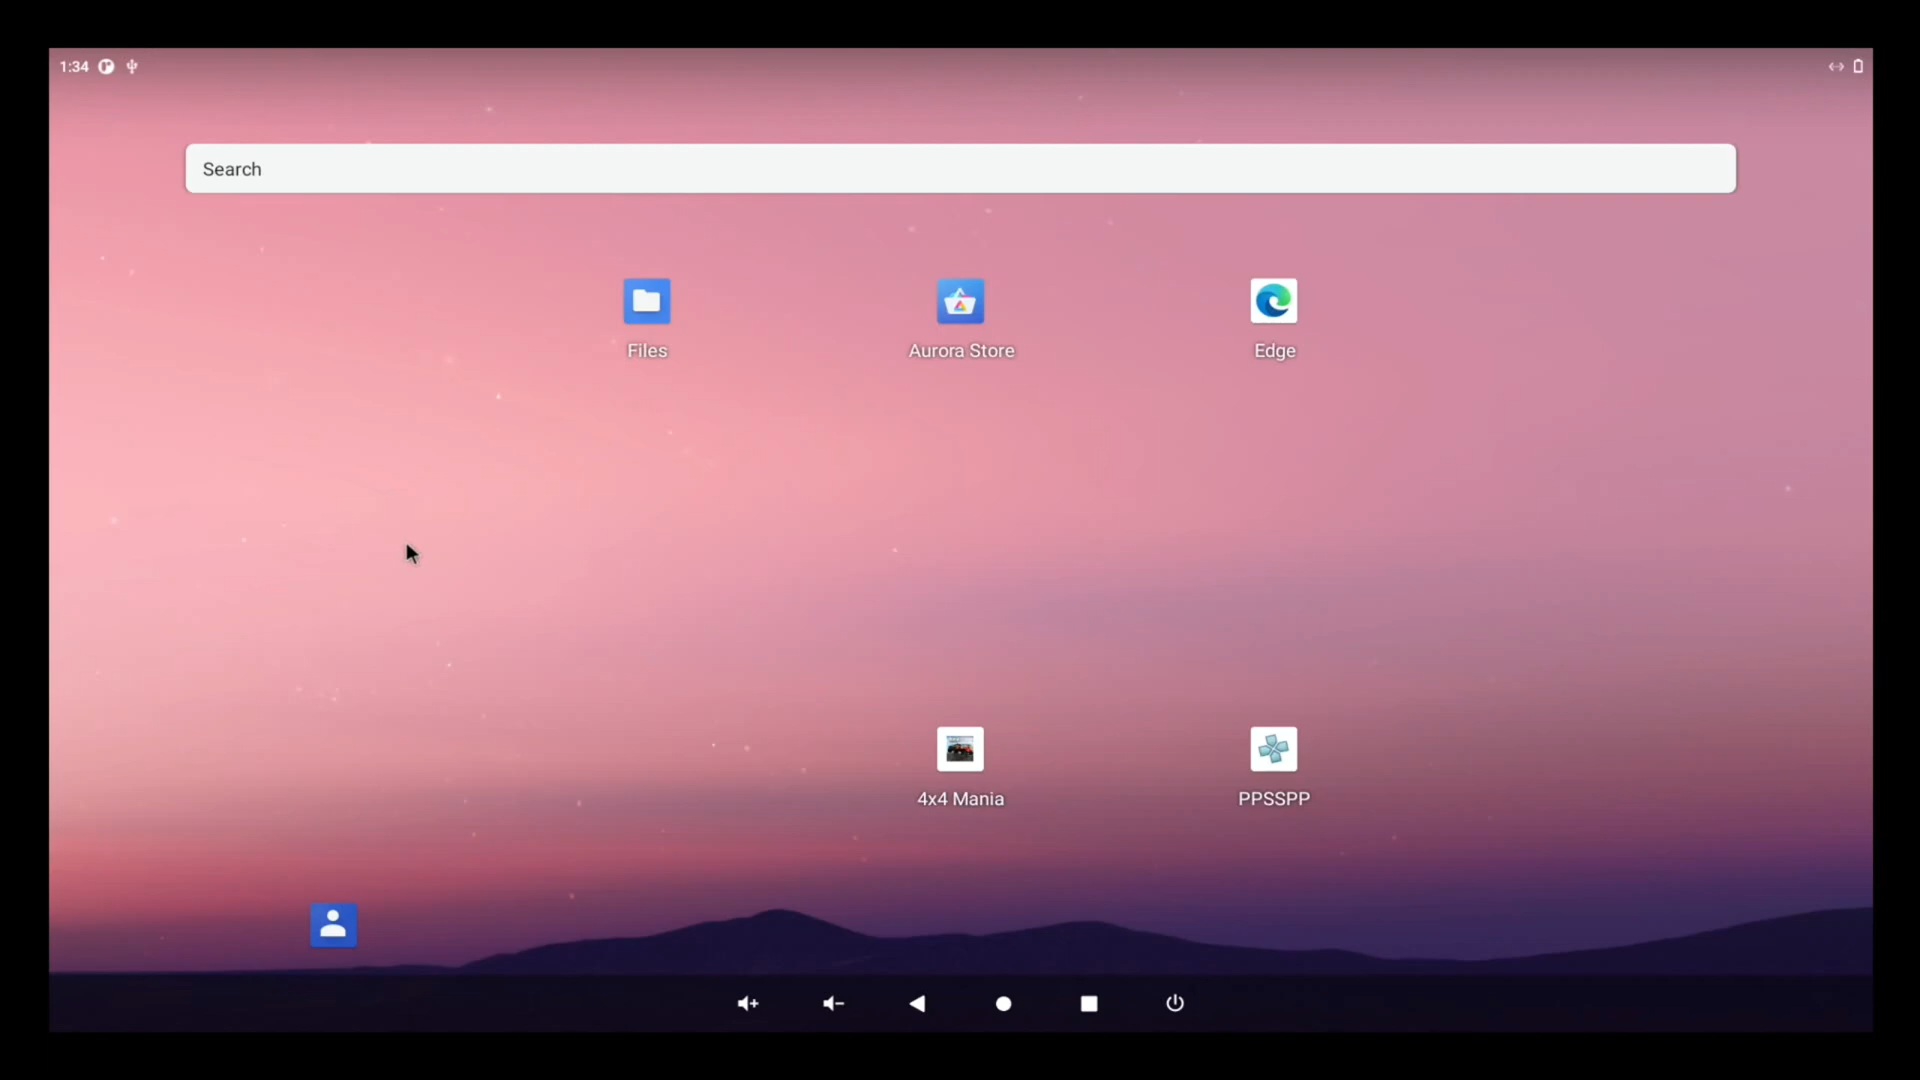 1:34
Search
Files
Aurora Store
Edge
4x4 Mania
PPSSPP